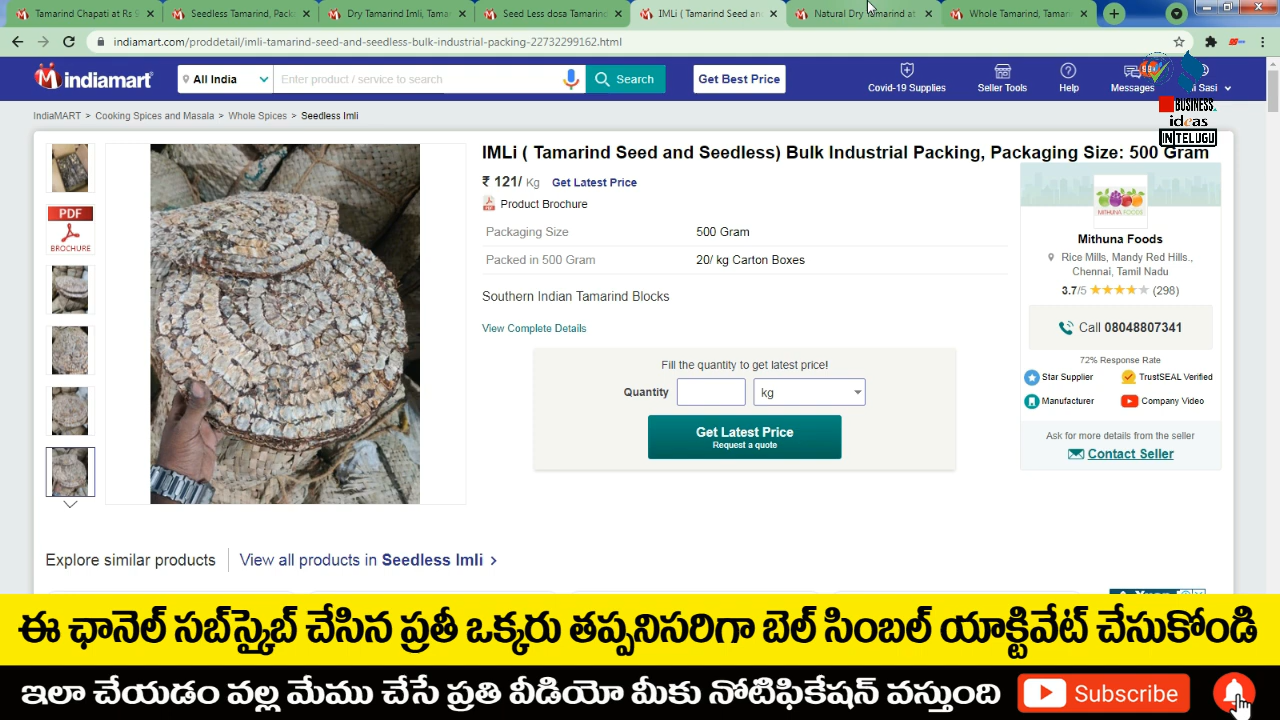 Tamarind Chapati at Rs
Seedless Tamarind, Pack
Dry Tamarind Imli, Tama
Seed Less dosa Tamarind
IMLi ( Tamarind Seed and
Natural Dry Tamarind at
Whole Tamarind, Tamar
indiamart.com/proddetail/imli-tamarind-seed-and-seedless-bulk-industrial-packing-22732299162.html
indiamart
All India
Enter product / service to search
Search
Get Best Price
Covid-19 Supplies
Seller Tools
Help
Messages
Sasi
BUSINESS
ideas
IN TELUGU
IndiaMART > Cooking Spices and Masala > Whole Spices > Seedless Imli
IMLi ( Tamarind Seed and Seedless) Bulk Industrial Packing, Packaging Size: 500 Gram
₹ 121/ Kg Get Latest Price
Product Brochure
Packaging Size 500 Gram
Packed in 500 Gram 20/ kg Carton Boxes
Southern Indian Tamarind Blocks
View Complete Details
Fill the quantity to get latest price!
Quantity kg
Get Latest Price
Request a quote
PDF
BROCHURE
MITHUNA FOODS
Mithuna Foods
Rice Mills, Mandy Red Hills.,
Chennai, Tamil Nadu
3.7/5 ★★★★★ (298)
Call 08048807341
72% Response Rate
Star Supplier TrustSEAL Verified
Manufacturer Company Video
Ask for more details from the seller
Contact Seller
Explore similar products View all products in Seedless Imli >
ఈ ఛానెల్ సబ్‌స్క్రైబ్ చేసిన ప్రతీ ఒక్కరు తప్పనిసరిగా బెల్ సింబల్ యాక్టివేట్ చేసుకోండి
ఇలా చేయడం వల్ల మేము చేసే ప్రతి వీడియో మీకు నోటిఫికేషన్ వస్తుంది
Subscribe